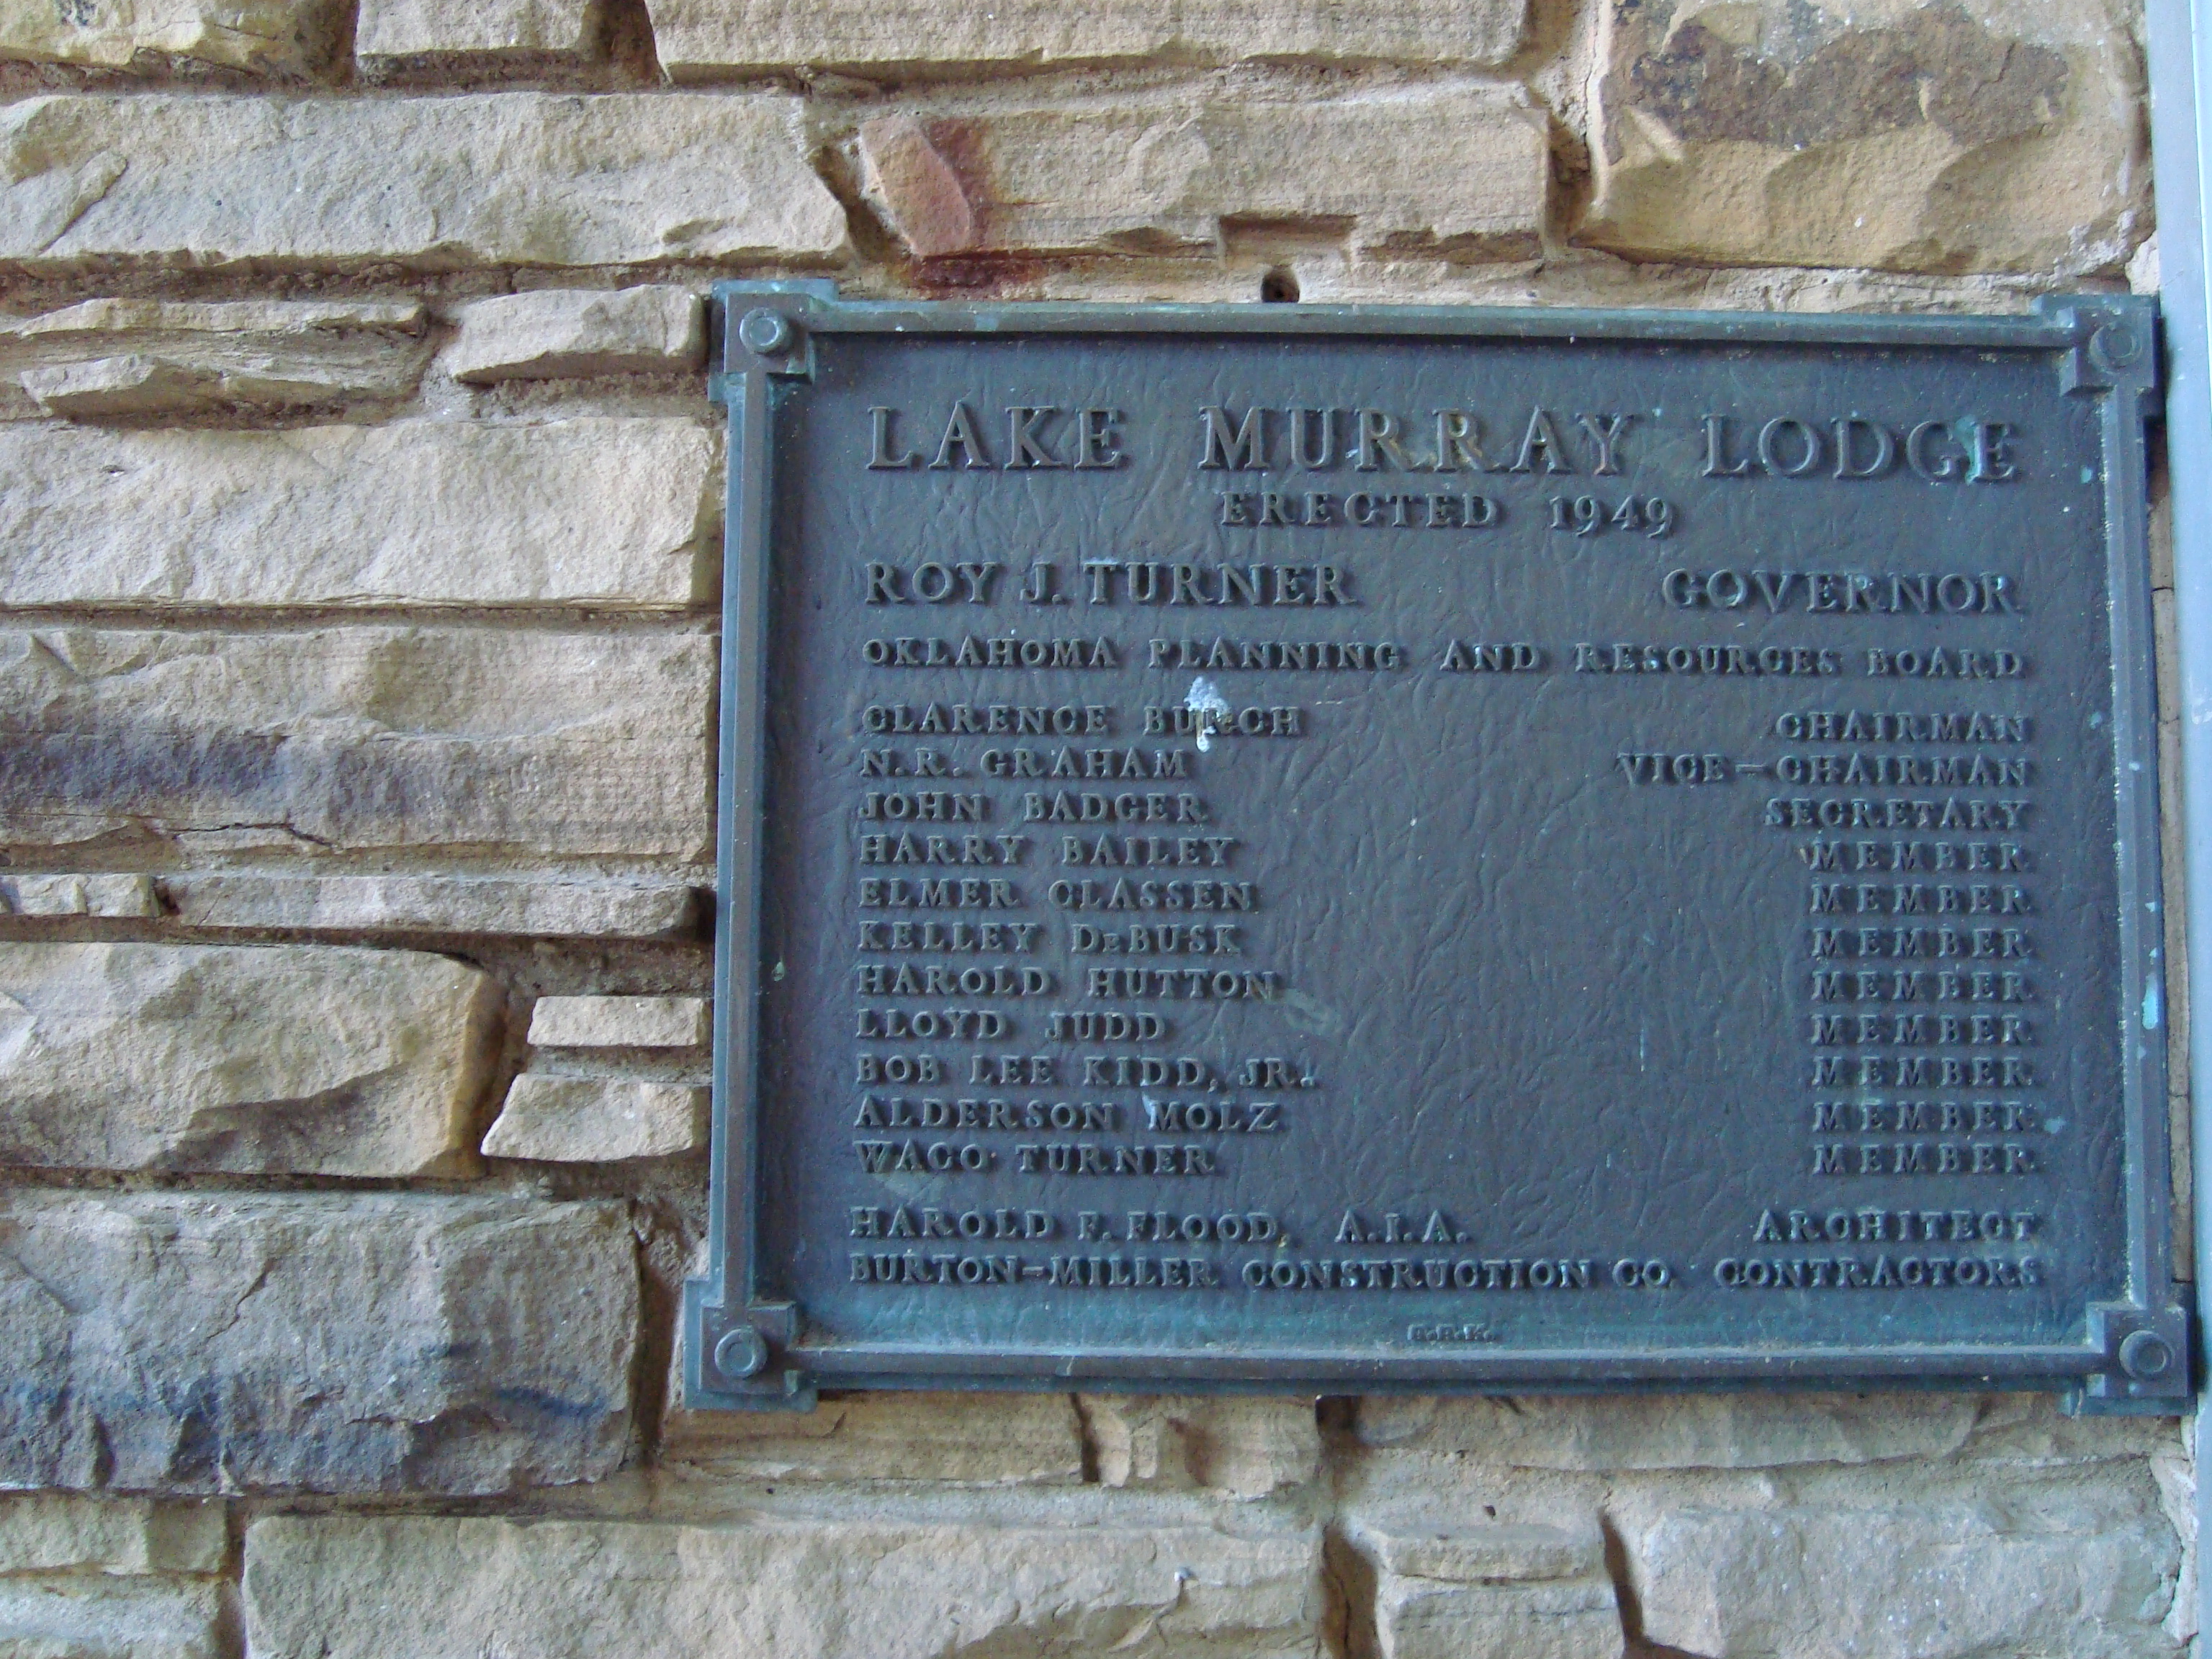 LAKE MURRAY LODGE
ERECTED 1949
ROY J. TURNER GOVERNOR
OKLAHOMA PLANNING AND RESOURCES BOARD
CLARENCE BURCH CHAIRMAN
N.R. GRAHAM VICE-CHAIRMAN
JOHN BADGER SECRETARY
HARRY BAILEY MEMBER
ELMER CLASSEN MEMBER
KELLEY DeBUSK MEMBER
HAROLD HUTTON MEMBER
LLOYD JUDD MEMBER
BOB LEE KIDD, JR. MEMBER
ALDERSON MOLZ MEMBER
WACO TURNER MEMBER
HAROLD F. FLOOD, A.I.A. ARCHITECT
BURTON-MILLER CONSTRUCTION CO. CONTRACTORS